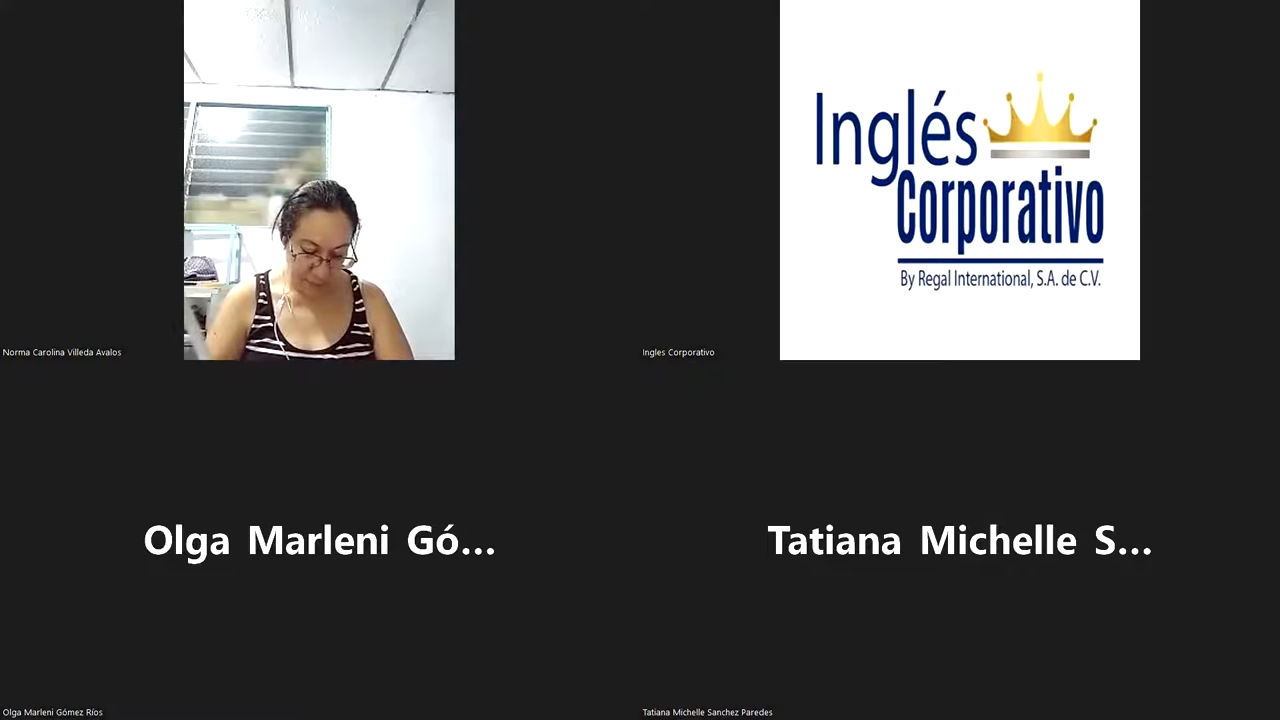 Norma Carolina Villeda Avalos
Inglés
Corporativo
By Regal International, S.A. de C.V.
Ingles Corporativo
Olga Marleni Gó...
Tatiana Michelle S...
Olga Marleni Gómez Ríos
Tatiana Michelle Sanchez Paredes